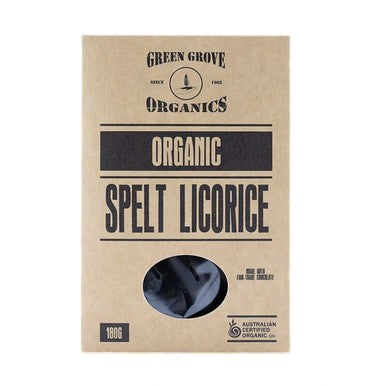 GREEN GROVE
SINCE 1962
ORGANICS
ORGANIC
SPELT LICORICE
MADE WITH
FAIR-TRADE CHOCOLATE
180G
AUSTRALIAN
CERTIFIED
ORGANIC